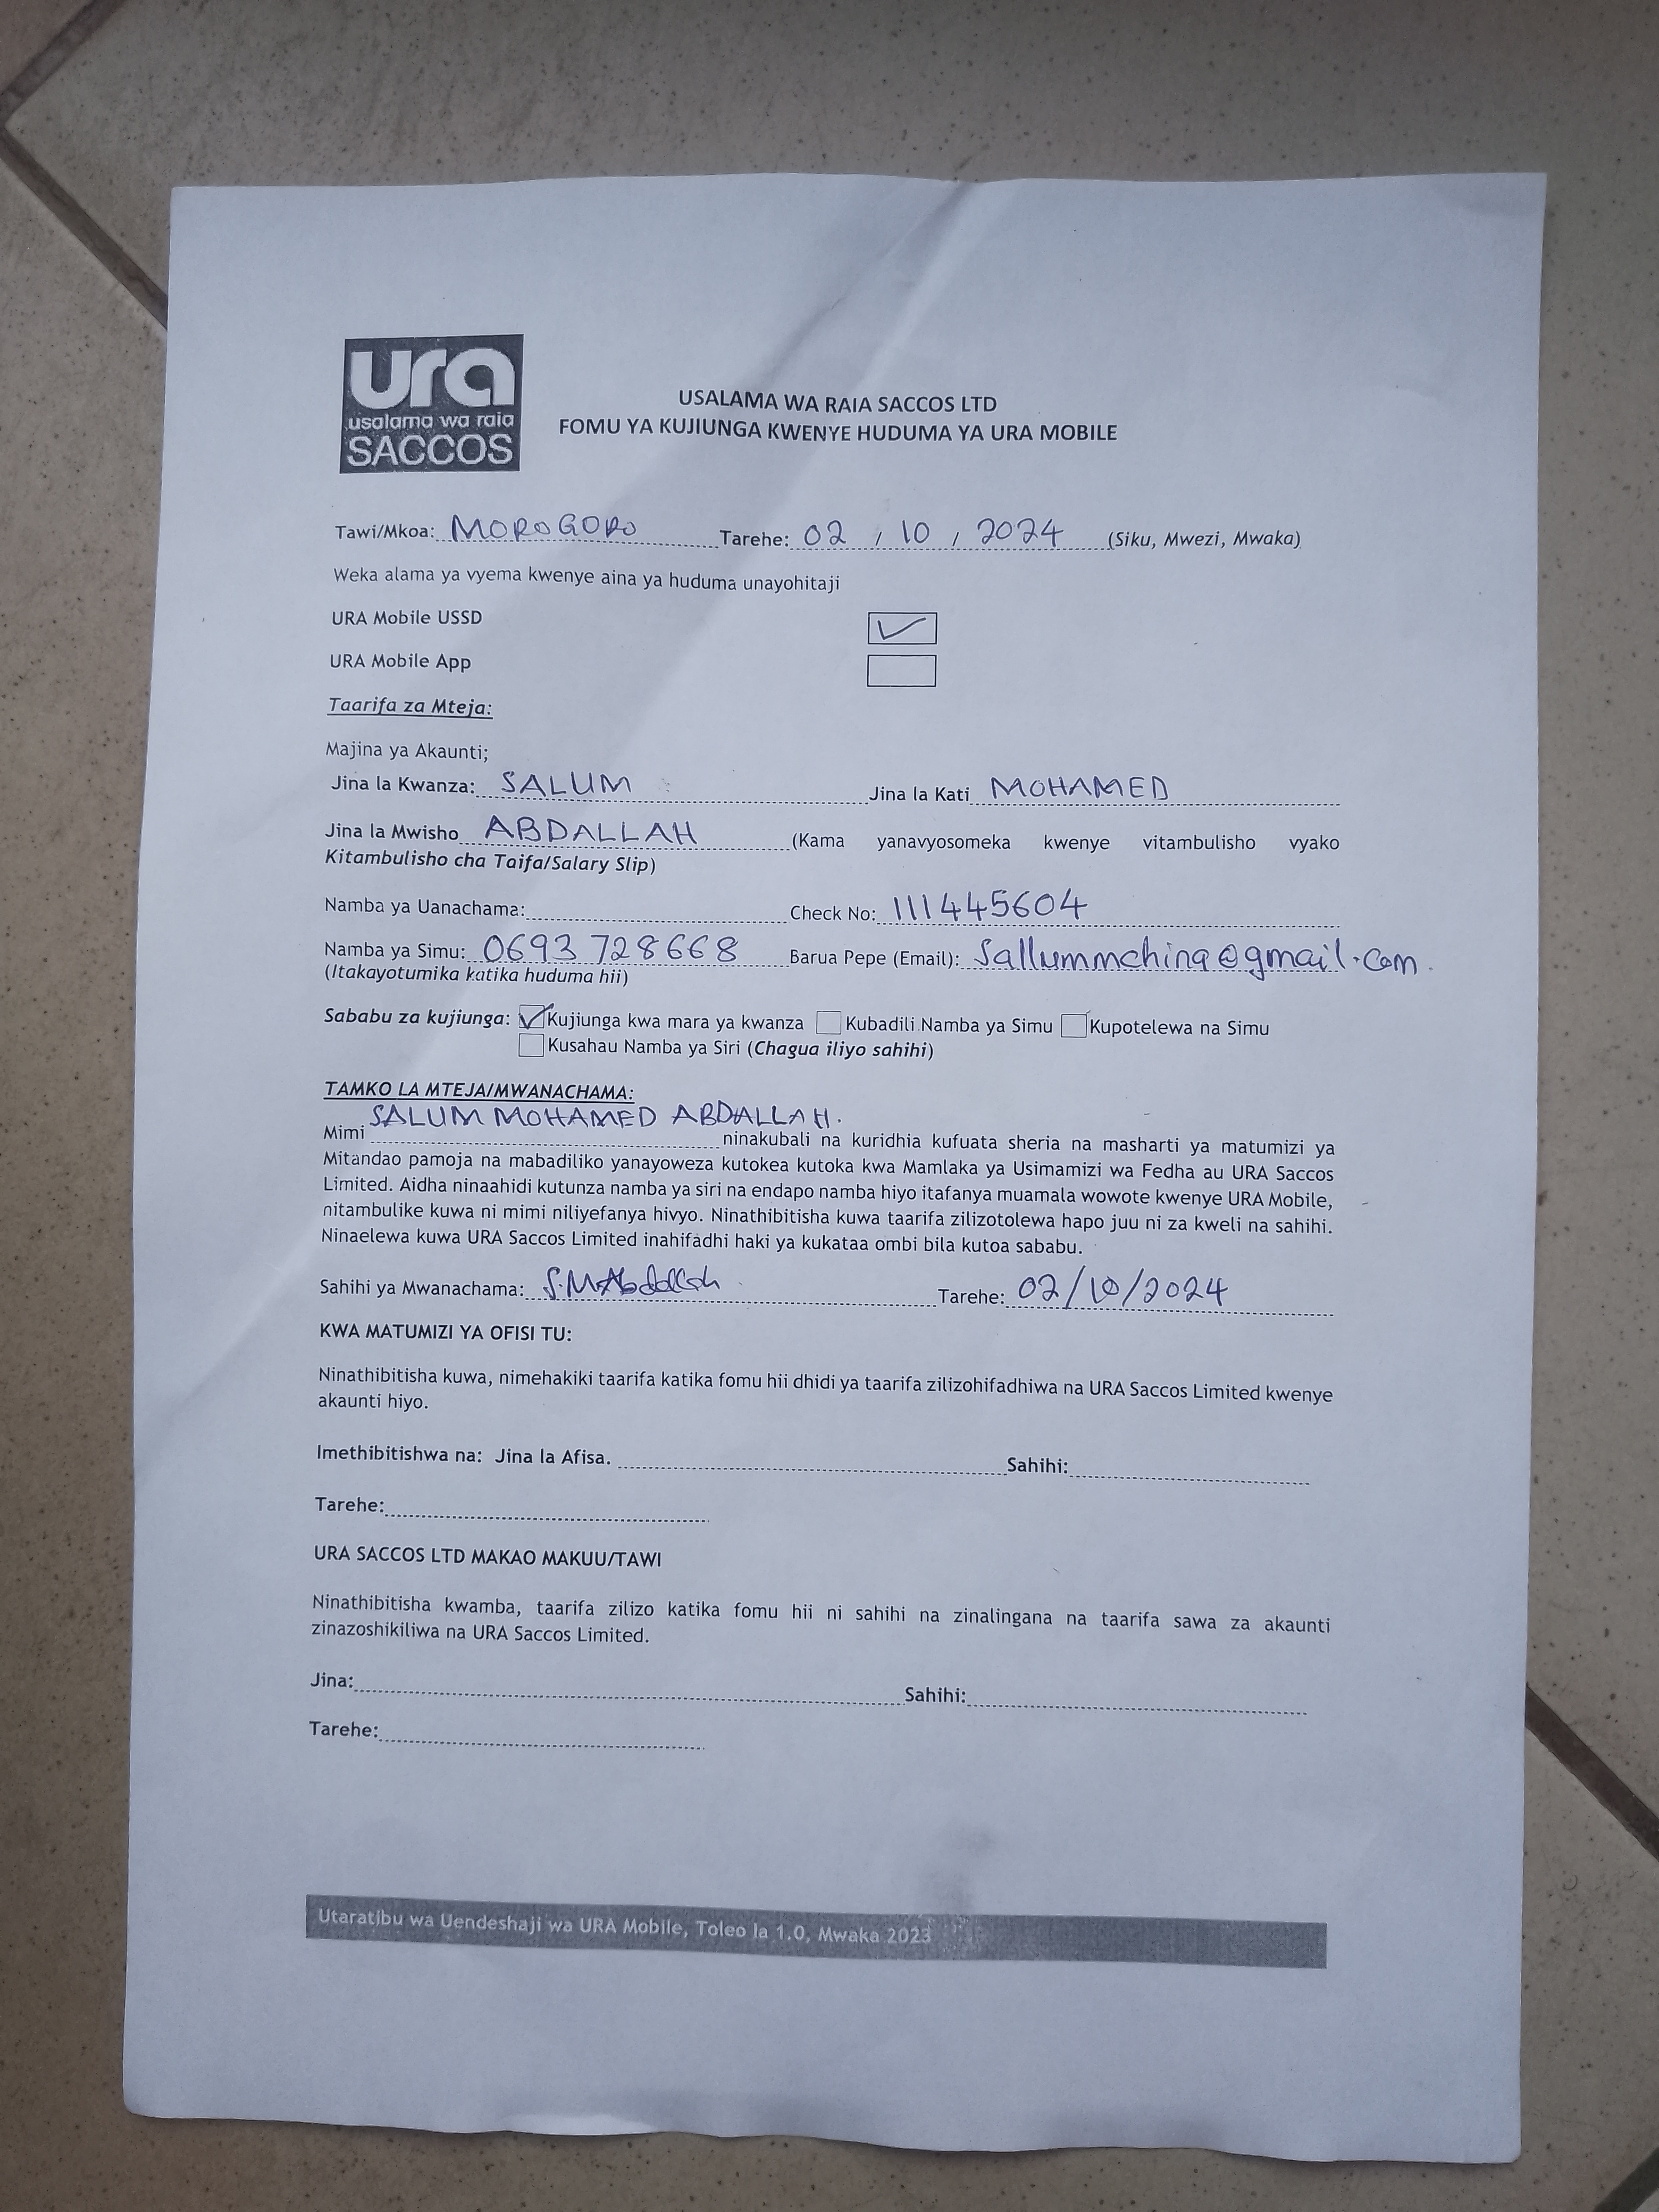 ura
usalama wa raia
SACCOS
USALAMA WA RAIA SACCOS LTD
FOMU YA KUJIUNGA KWENYE HUDUMA YA URA MOBILE
Tawi/Mkoa: MOROGORO Tarehe: 02 / 10 / 2024 (Siku, Mwezi, Mwaka)
Weka alama ya vyema kwenye aina ya huduma unayohitaji
URA Mobile USSD ✓
URA Mobile App
Taarifa za Mteja:
Majina ya Akaunti;
Jina la Kwanza: SALUM Jina la Kati MOHAMED
Jina la Mwisho ABDALLAH (Kama yanavyosomeka kwenye vitambulisho vyako
Kitambulisho cha Taifa/Salary Slip)
Namba ya Uanachama: Check No: 111445604
Namba ya Simu: 0693 728668 Barua Pepe (Email): Sallummchina@gmail.com.
(Itakayotumika katika huduma hii)
Sababu za kujiunga: ✓ Kujiunga kwa mara ya kwanza Kubadili Namba ya Simu Kupotelewa na Simu
Kusahau Namba ya Siri (Chagua iliyo sahihi)
TAMKO LA MTEJA/MWANACHAMA:
SALUM MOHAMED ABDALLAH.
Mimi ninakubali na kuridhia kufuata sheria na masharti ya matumizi ya
Mitandao pamoja na mabadiliko yanayoweza kutokea kutoka kwa Mamlaka ya Usimamizi wa Fedha au URA Saccos
Limited. Aidha ninaahidi kutunza namba ya siri na endapo namba hiyo itafanya muamala wowote kwenye URA Mobile,
nitambulike kuwa ni mimi niliyefanya hivyo. Ninathibitisha kuwa taarifa zilizotolewa hapo juu ni za kweli na sahihi.
Ninaelewa kuwa URA Saccos Limited inahifadhi haki ya kukataa ombi bila kutoa sababu.
Sahihi ya Mwanachama: S.MAbdallah Tarehe: 02/10/2024
KWA MATUMIZI YA OFISI TU:
Ninathibitisha kuwa, nimehakiki taarifa katika fomu hii dhidi ya taarifa zilizohifadhiwa na URA Saccos Limited kwenye
akaunti hiyo.
Imethibitishwa na: Jina la Afisa. Sahihi:
Tarehe:
URA SACCOS LTD MAKAO MAKUU/TAWI
Ninathibitisha kwamba, taarifa zilizo katika fomu hii ni sahihi na zinalingana na taarifa sawa za akaunti
zinazoshikiliwa na URA Saccos Limited.
Jina: Sahihi:
Tarehe:
Utaratibu wa Uendeshaji wa URA Mobile, Toleo la 1.0, Mwaka 2023